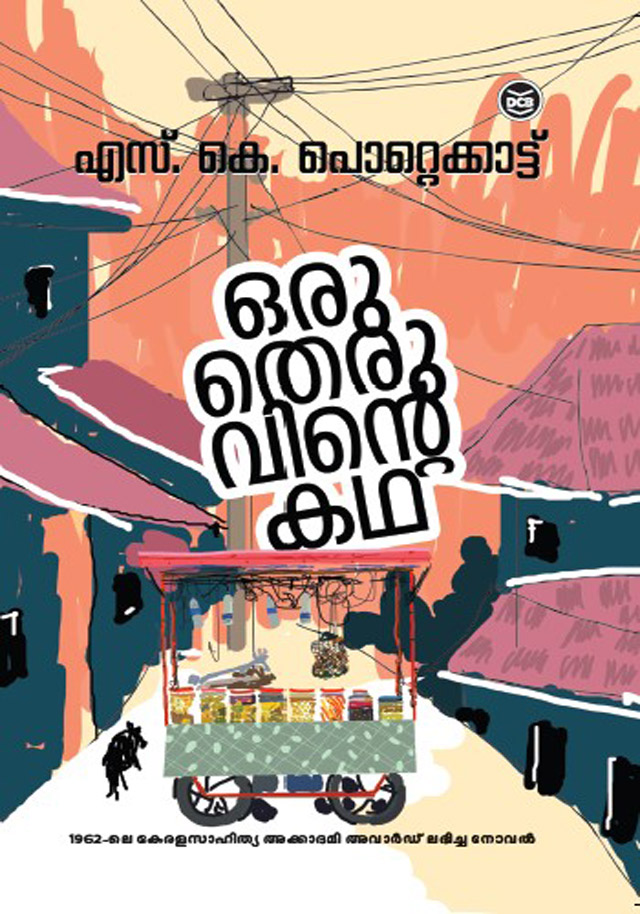 DCB
എസ്. കെ. പൊറ്റെക്കാട്ട്
ഒരു
തെരു
വിന്റെ
കഥ
1962-ലെ കേരളസാഹിത്യ അക്കാദമി അവാർഡ് ലഭിച്ച നോവൽ